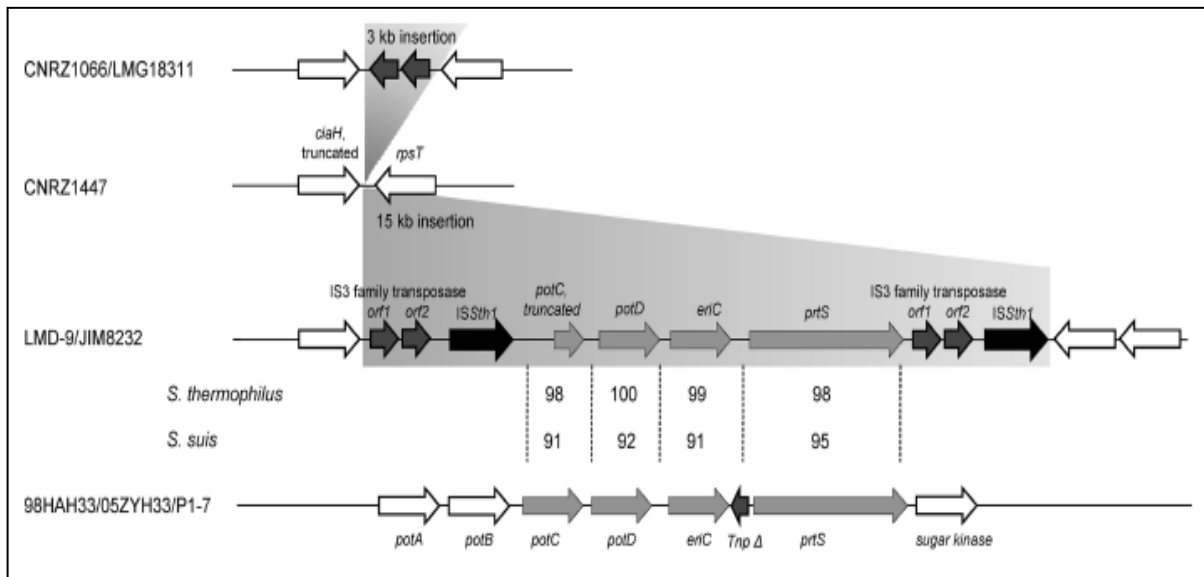 3 kb insertion
CNRZ1066/LMG18311
claH,
truncated
rpsT
CNRZ1447
15 kb insertion
IS3 family transposase
orf1
orf2
ISSth1
potC,
truncated
potD
eriC
prtS
IS3 family transposase
orf1
orf2
ISSth1
LMD-9/JIM8232
S. thermophilus 98 100 99 98
S. suis 91 92 91 95
98HAH33/05ZYH33/P1-7
potA potB potC potD eriC Tnp Δ prtS sugar kinase